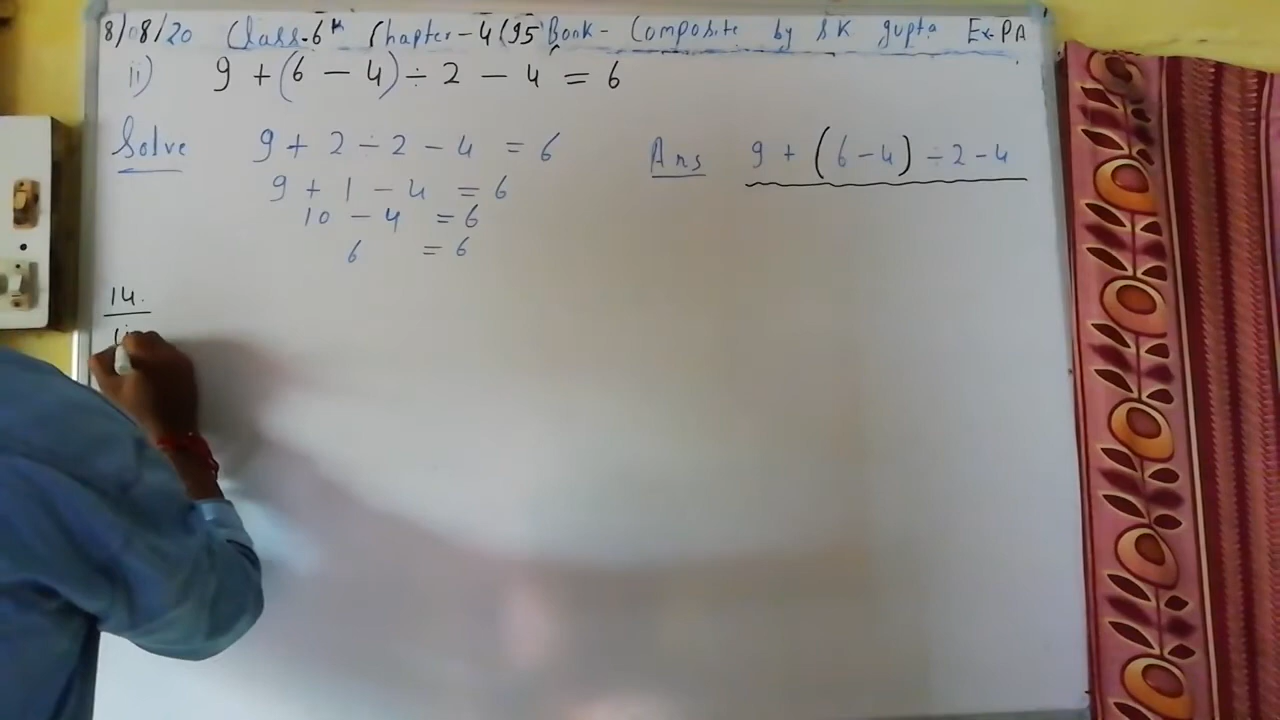 8/08/20 Class-6th Chapter-4 (95 Book- Composite by SK gupta Ex-PA
ii) 9 + (6 - 4) ÷ 2 - 4 = 6
Solve 9 + 2 ÷ 2 - 4 = 6
Ans 9 + (6 - 4) ÷ 2 - 4
9 + 1 - 4 = 6
10 - 4 = 6
6 = 6
14.